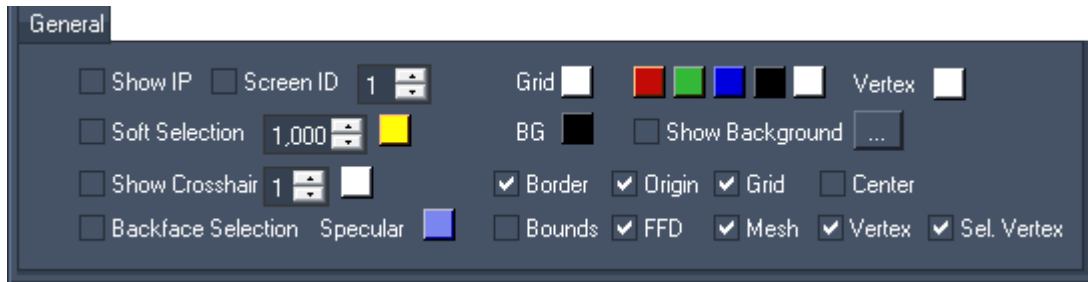 General
Show IP Screen ID 1 Grid Vertex
Soft Selection 1,000 BG Show Background ...
Show Crosshair 1 Border Origin Grid Center
Backface Selection Specular Bounds FFD Mesh Vertex Sel. Vertex